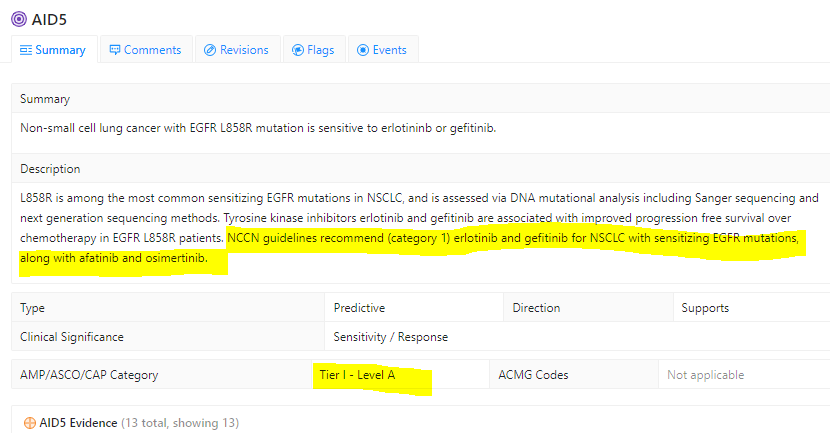 AID5
Summary Comments Revisions Flags Events
Summary
Non-small cell lung cancer with EGFR L858R mutation is sensitive to erlotininb or gefitinib.
Description
L858R is among the most common sensitizing EGFR mutations in NSCLC, and is assessed via DNA mutational analysis including Sanger sequencing and
next generation sequencing methods. Tyrosine kinase inhibitors erlotinib and gefitinib are associated with improved progression free survival over
chemotherapy in EGFR L858R patients. NCCN guidelines recommend (category 1) erlotinib and gefitinib for NSCLC with sensitizing EGFR mutations,
along with afatinib and osimertinib.
Type Predictive Direction Supports
Clinical Significance Sensitivity / Response
AMP/ASCO/CAP Category Tier I - Level A ACMG Codes Not applicable
AID5 Evidence (13 total, showing 13)